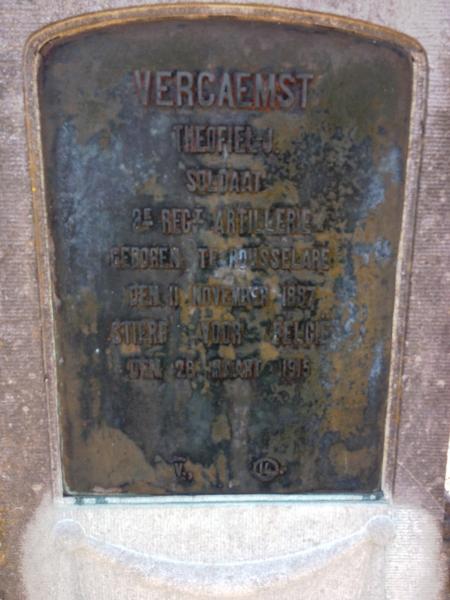 VERCAEMST
THEOFIEL J.
SOLDAAT
2E REGT ARTILLERIE
GEBOREN TE ROUSSELARE
DEN 11 NOVEMBER 1887
STIERF VOOR BELGIE
DEN 28 MAART 1915
V.,